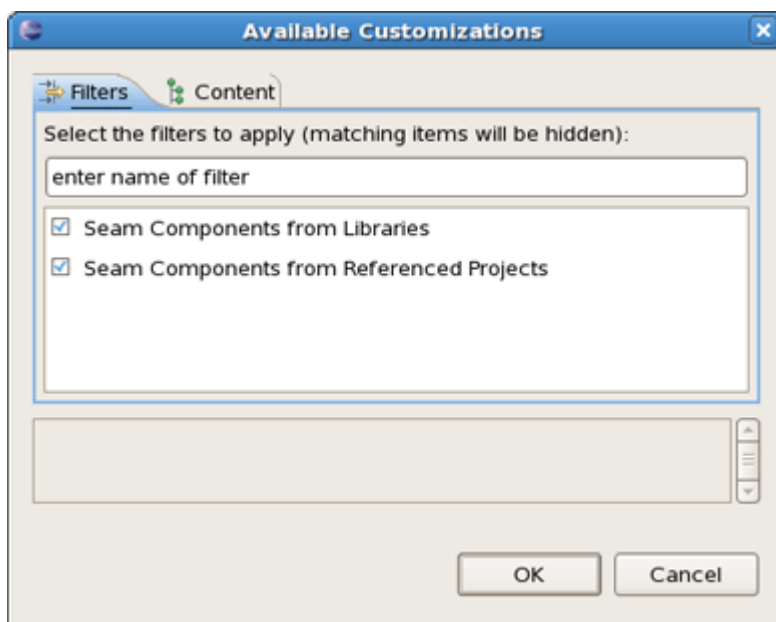 Available Customizations
Filters
Content
Select the filters to apply (matching items will be hidden):
enter name of filter
Seam Components from Libraries
Seam Components from Referenced Projects
OK
Cancel